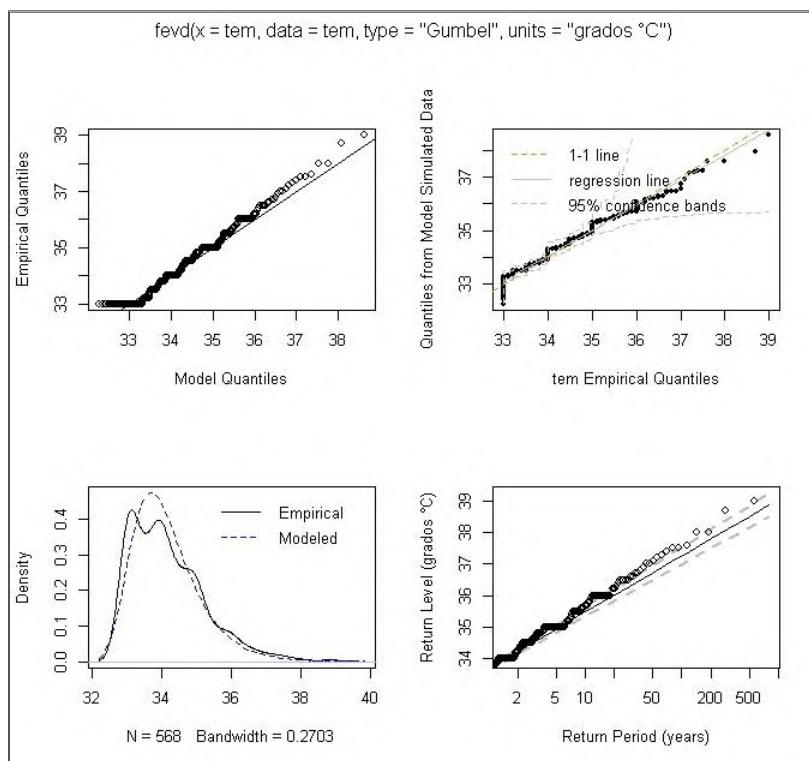 fevd(x = tem, data = tem, type = "Gumbel", units = "grados °C")
Empirical Quantiles
39
37
35
33
33 34 35 36 37 38
Model Quantiles
Quantiles from Model Simulated Data
37
35
33
1-1 line
regression line
95% confidence bands
33 34 35 36 37 38 39
tem Empirical Quantiles
Density
0.4
0.3
0.2
0.1
0.0
Empirical
Modeled
32 34 36 38 40
N = 568 Bandwidth = 0.2703
Return Level (grados °C)
39
38
37
36
35
34
2 5 10 50 200 500
Return Period (years)